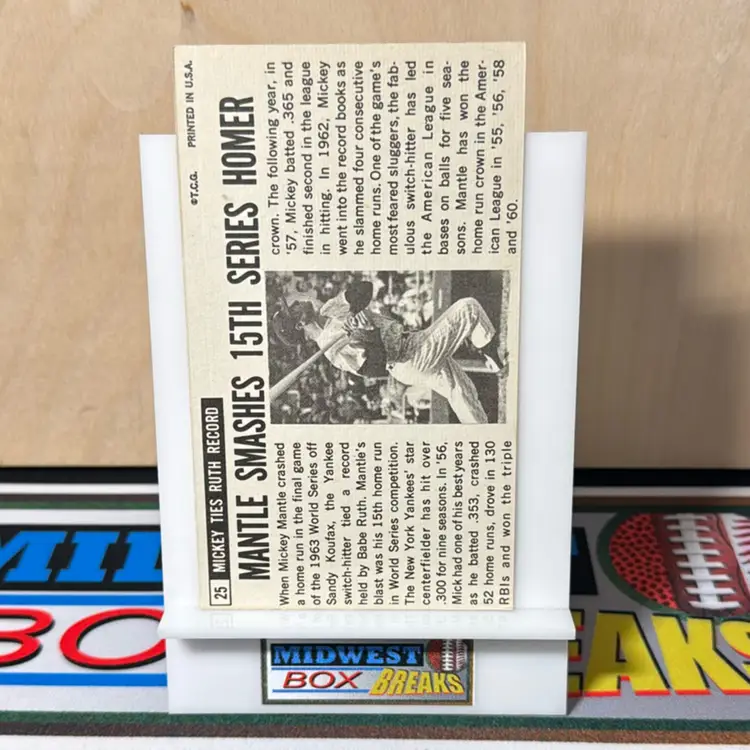 ©T.C.G. PRINTED IN U.S.A.
25 MICKEY TIES RUTH RECORD
MANTLE SMASHES 15TH SERIES HOMER
When Mickey Mantle crashed
a home run in the final game
of the 1963 World Series off
Sandy Koufax, the Yankee
switch-hitter tied a record
held by Babe Ruth. Mantle's
blast was his 15th home run
in World Series competition.
The New York Yankees' star
centerfielder has hit over
.300 for nine seasons. In '56,
Mick had one of his best years
as he batted .353, crashed
52 home runs, drove in 130
RBIs and won the triple
crown. The following year, in
'57, Mickey batted .365 and
finished second in the league
in hitting. In 1962, Mickey
went into the record books as
he slammed four consecutive
home runs. One of the game's
most feared sluggers, the fab-
ulous switch-hitter has led
the American League in
bases on balls for five sea-
sons. Mantle has won the
home run crown in the Amer-
ican League in '55, '56, '58
and '60.
MIDWEST
BOX BREAKS
MID
BOX
EAKS